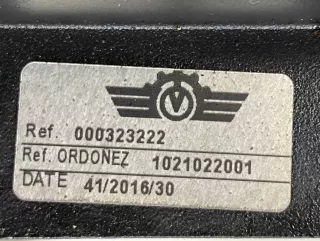 V
Ref. 000323222
Ref. ORDONEZ 1021022001
DATE 41/2016/30